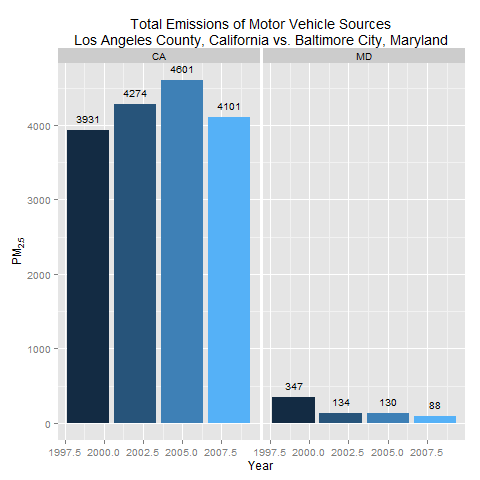 Total Emissions of Motor Vehicle Sources
Los Angeles County, California vs. Baltimore City, Maryland
CA MD
4601
4274
4101
3931
4000
3000
PM2.5
2000
1000
347
134 130 88
0
1997.5 2000.0 2002.5 2005.0 2007.5 1997.5 2000.0 2002.5 2005.0 2007.5
Year